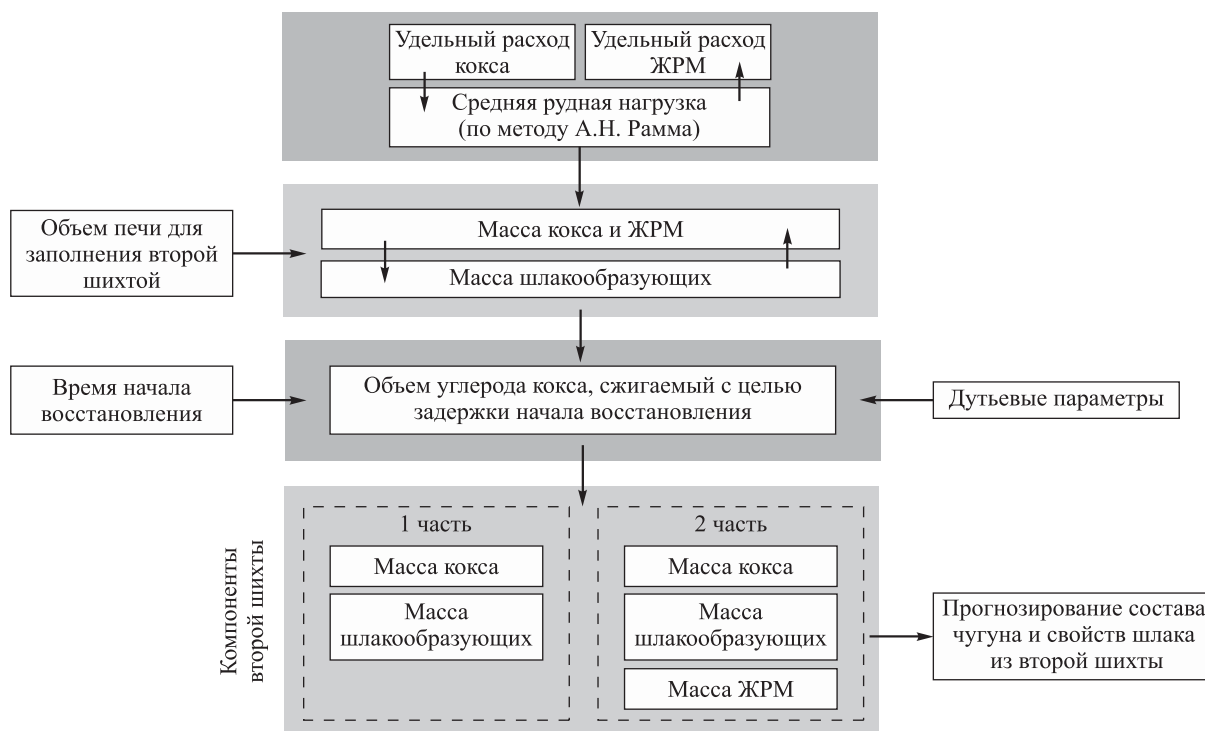 Удельный расход
кокса
Удельный расход
ЖРМ
Средняя рудная нагрузка
(по методу А.Н. Рамма)
Объем печи для
заполнения второй
шихтой
Масса кокса и ЖРМ
Масса шлакообразующих
Время начала
восстановления
Объем углерода кокса, сжигаемый с целью
задержки начала восстановления
Дутьевые параметры
Компоненты
второй шихты
1 часть
Масса кокса
Масса
шлакообразующих
2 часть
Масса кокса
Масса
шлакообразующих
Масса ЖРМ
Прогнозирование состава
чугуна и свойств шлака
из второй шихты